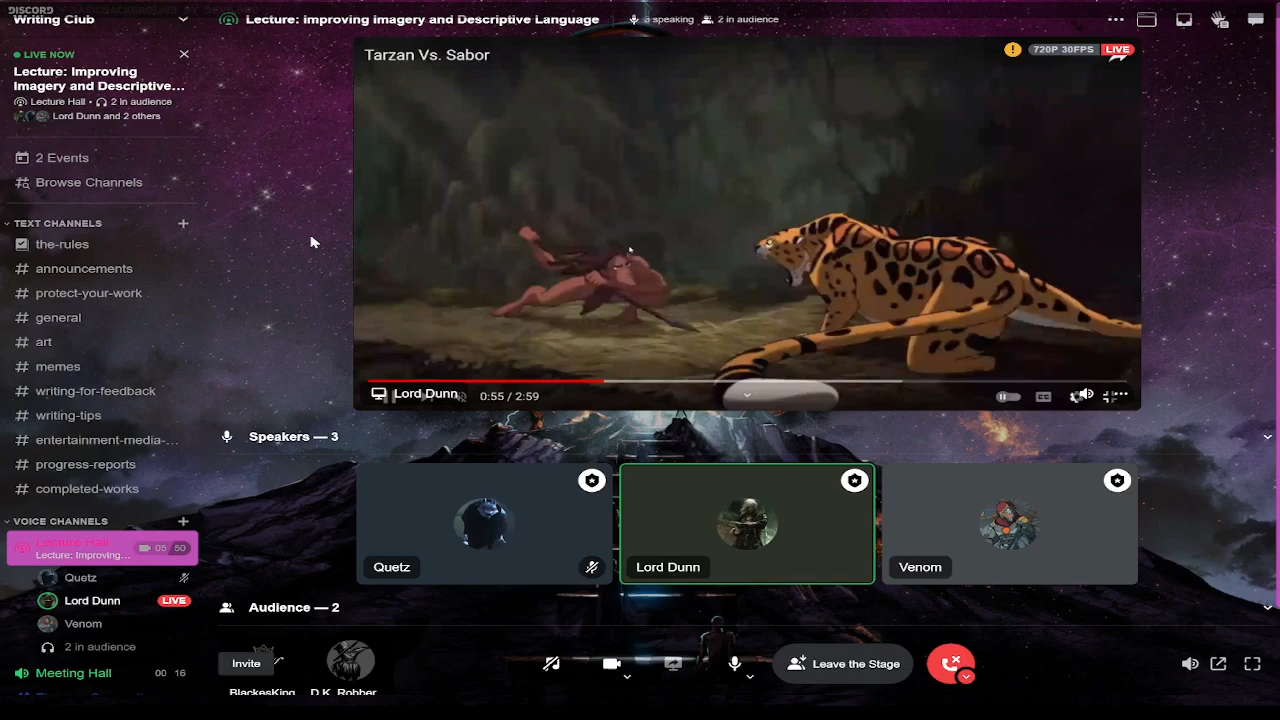 DISCORD
Writing Club
Lecture: Improving Imagery and Descriptive Language
3 speaking
2 in audience
LIVE NOW
Lecture: Improving
Imagery and Descriptive...
Lecture Hall • 2 in audience
Lord Dunn and 2 others
2 Events
Browse Channels
TEXT CHANNELS
the-rules
announcements
protect-your-work
general
art
memes
writing-for-feedback
writing-tips
entertainment-media-...
progress-reports
completed-works
VOICE CHANNELS
Lecture Hall
Lecture: Improving...
05 50
Quetz
Lord Dunn LIVE
Venom
2 in audience
Meeting Hall 00 16
Tarzan Vs. Sabor
720P 30FPS LIVE
Lord Dunn
0:55 / 2:59
CC
Speakers — 3
Quetz
Lord Dunn
Venom
Audience — 2
Invite
BlackesKing
D.K. Robber
Leave the Stage